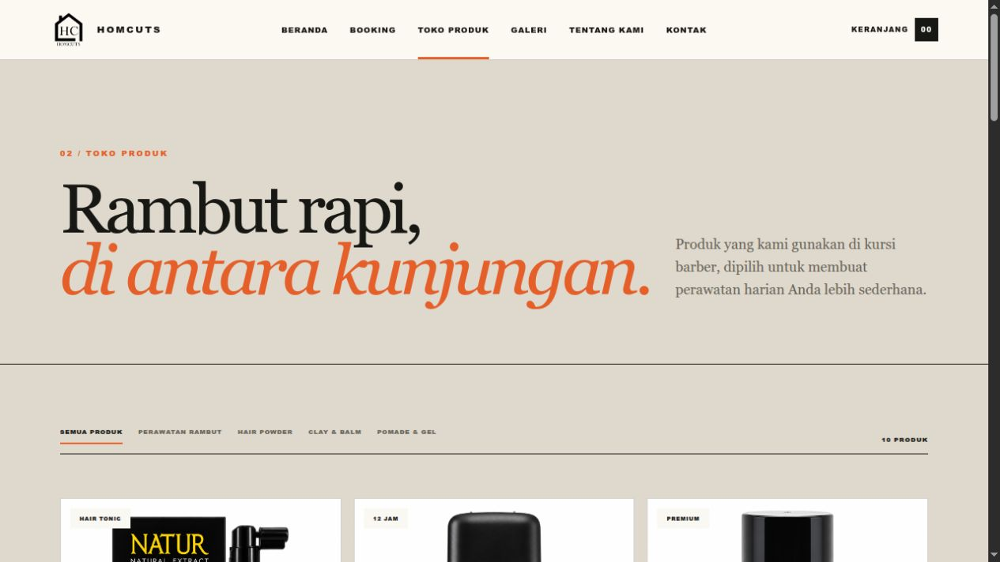 HC
HOMCUTS
HOMCUTS
BERANDA
BOOKING
TOKO PRODUK
GALERI
TENTANG KAMI
KONTAK
KERANJANG
00
02 / TOKO PRODUK
Rambut rapi,
di antara kunjungan.
Produk yang kami gunakan di kursi
barber, dipilih untuk membuat
perawatan harian Anda lebih sederhana.
SEMUA PRODUK
PERAWATAN RAMBUT
HAIR POWDER
CLAY & BALM
POMADE & GEL
10 PRODUK
HAIR TONIC
NATUR
NATURAL EXTRACT
12 JAM
PREMIUM